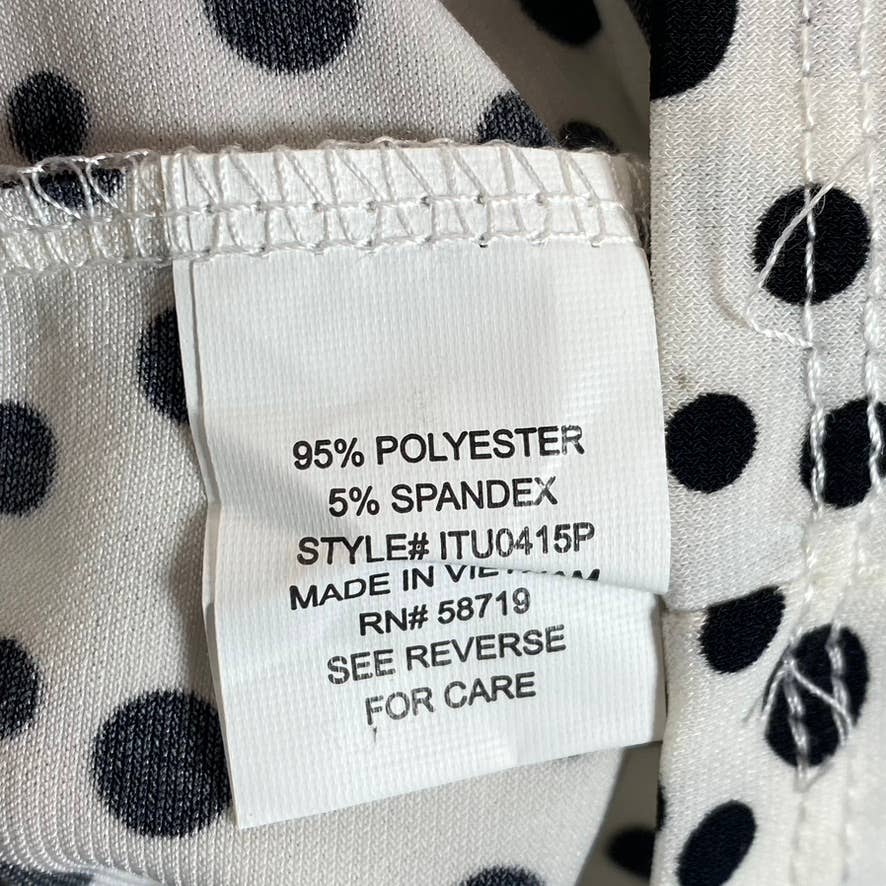 95% POLYESTER
5% SPANDEX
STYLE# ITU0415P
MADE IN VIETNAM
RN# 58719
SEE REVERSE
FOR CARE